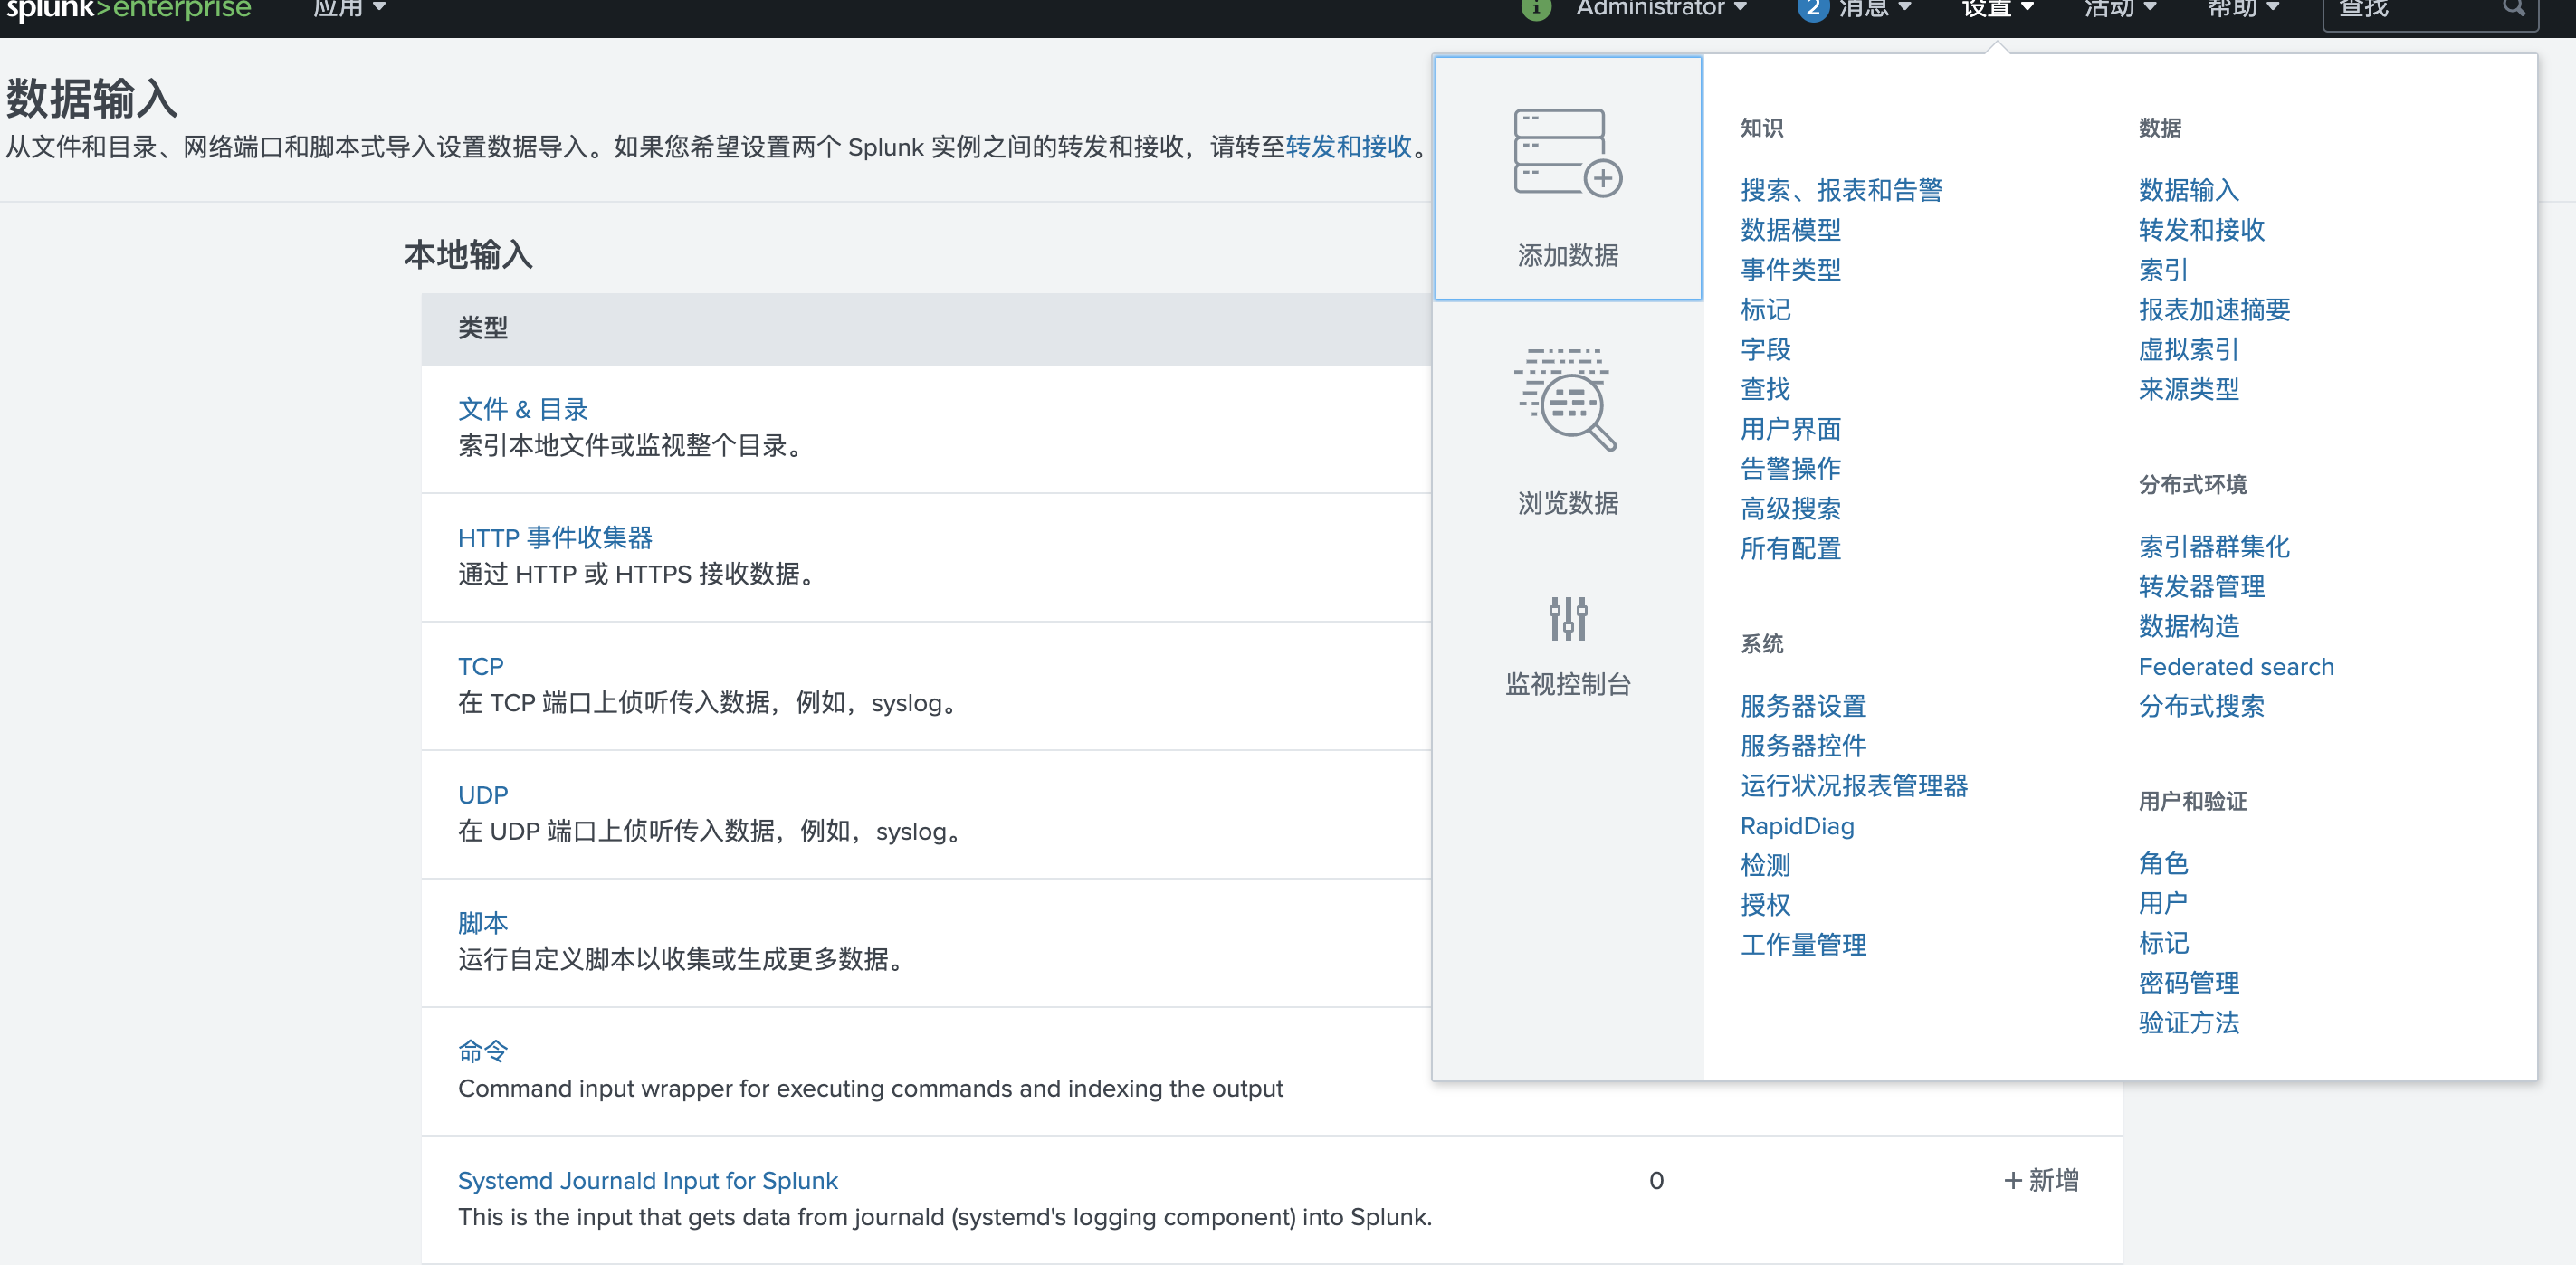 splunk>enterprise 应用
i Administrator 2 消息 设置 活动 帮助 查找
数据输入
从文件和目录、网络端口和脚本式导入设置数据导入。如果您希望设置两个 Splunk 实例之间的转发和接收，请转至转发和接收。
本地输入
类型
文件 & 目录
索引本地文件或监视整个目录。
HTTP 事件收集器
通过 HTTP 或 HTTPS 接收数据。
TCP
在 TCP 端口上侦听传入数据，例如，syslog。
UDP
在 UDP 端口上侦听传入数据，例如，syslog。
脚本
运行自定义脚本以收集或生成更多数据。
命令
Command input wrapper for executing commands and indexing the output
Systemd Journald Input for Splunk
This is the input that gets data from journald (systemd's logging component) into Splunk.
0
+ 新增
添加数据
浏览数据
监视控制台
知识
搜索、报表和告警
数据模型
事件类型
标记
字段
查找
用户界面
告警操作
高级搜索
所有配置
系统
服务器设置
服务器控件
运行状况报表管理器
RapidDiag
检测
授权
工作量管理
数据
数据输入
转发和接收
索引
报表加速摘要
虚拟索引
来源类型
分布式环境
索引器群集化
转发器管理
数据构造
Federated search
分布式搜索
用户和验证
角色
用户
标记
密码管理
验证方法